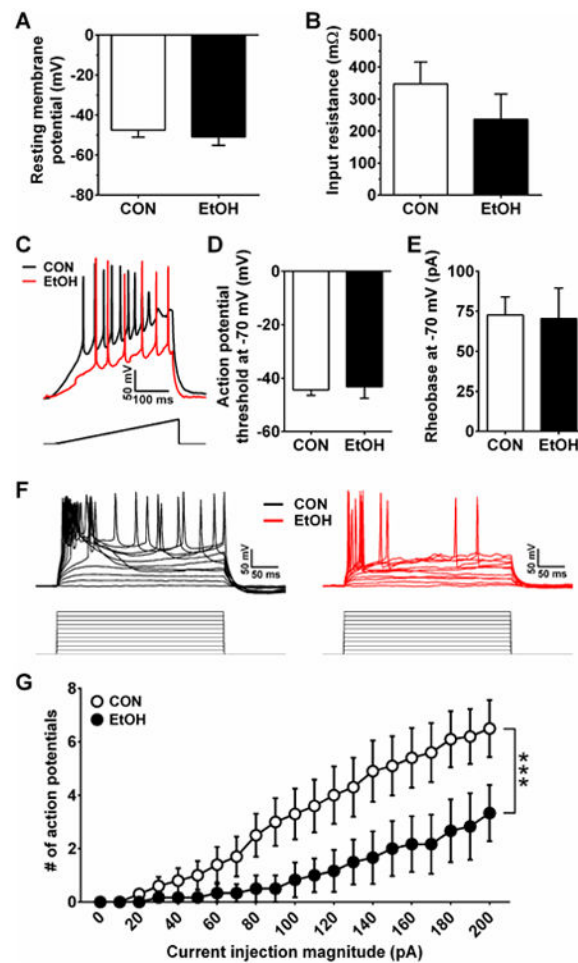 A
Resting membrane
potential (mV)
0
-20
-40
-60
-80
CON
EtOH
B
Input resistance (mΩ)
500
400
300
200
100
0
CON
EtOH
C
CON
EtOH
50 mV
100 ms
D
Action potential
threshold at -70 mV (mV)
0
-20
-40
-60
CON
EtOH
E
Rheobase at -70 mV (pA)
100
75
50
25
0
CON
EtOH
F
CON
EtOH
50 mV
50 ms
50 mV
50 ms
G
CON
EtOH
# of action potentials
8
6
4
2
0
***
0 20 40 60 80 100 120 140 160 180 200
Current injection magnitude (pA)